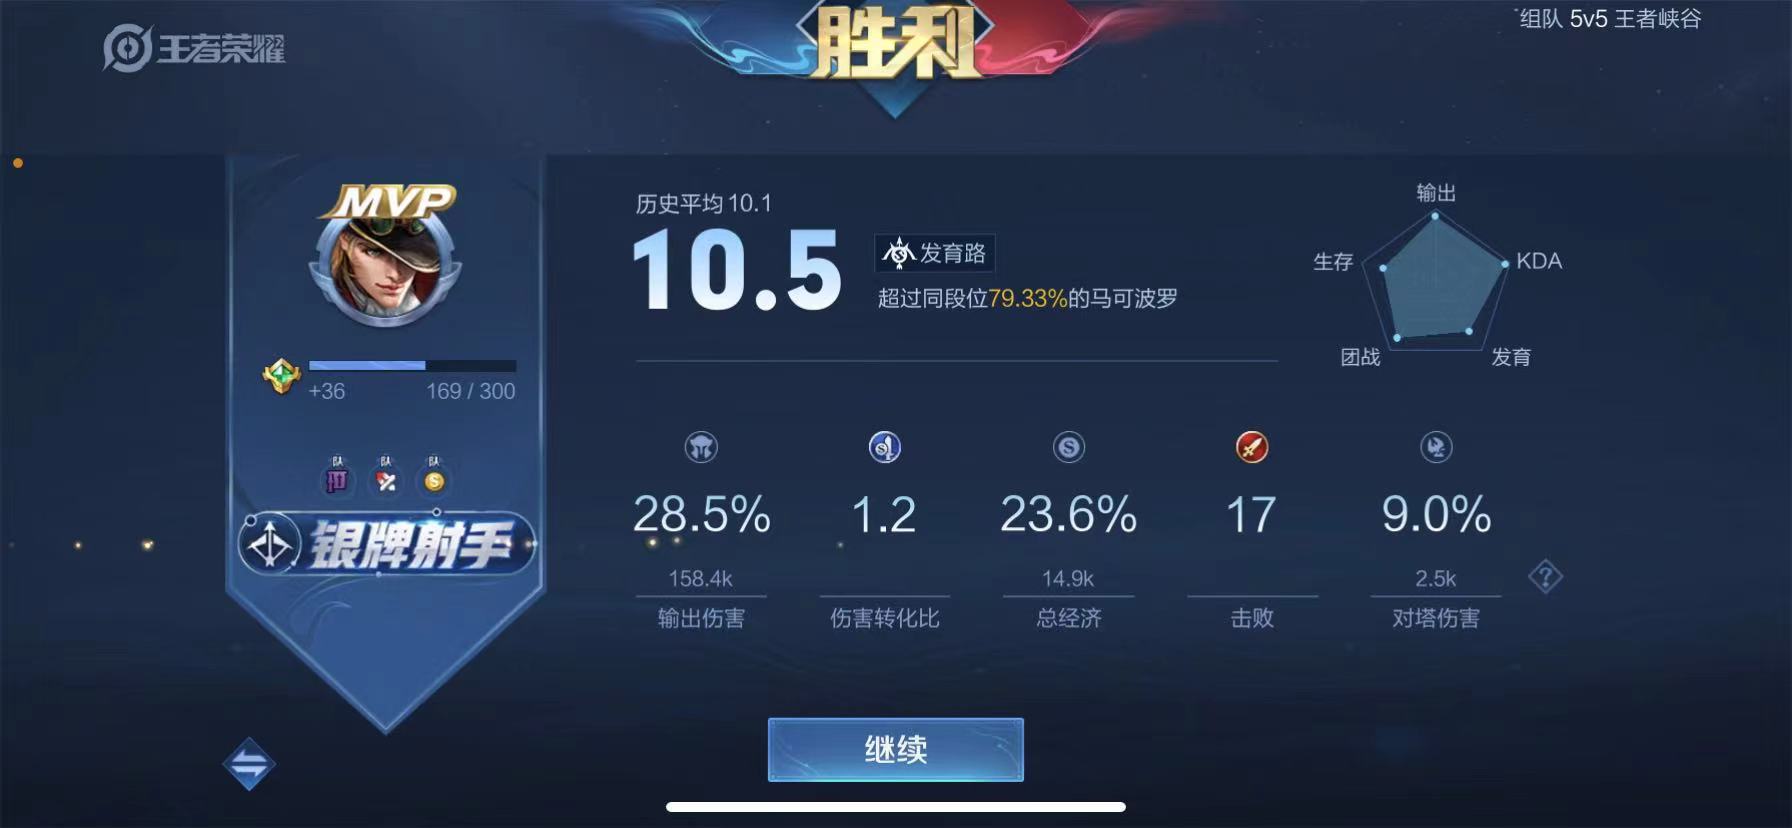 王者荣耀
胜利
组队 5v5 王者峡谷
MVP
+36
169 / 300
银牌射手
历史平均10.1
10.5
发育路
超过同段位79.33%的马可波罗
输出
KDA
发育
团战
生存
28.5%
158.4k
输出伤害
1.2
伤害转化比
23.6%
14.9k
总经济
17
击败
9.0%
2.5k
对塔伤害
?
继续